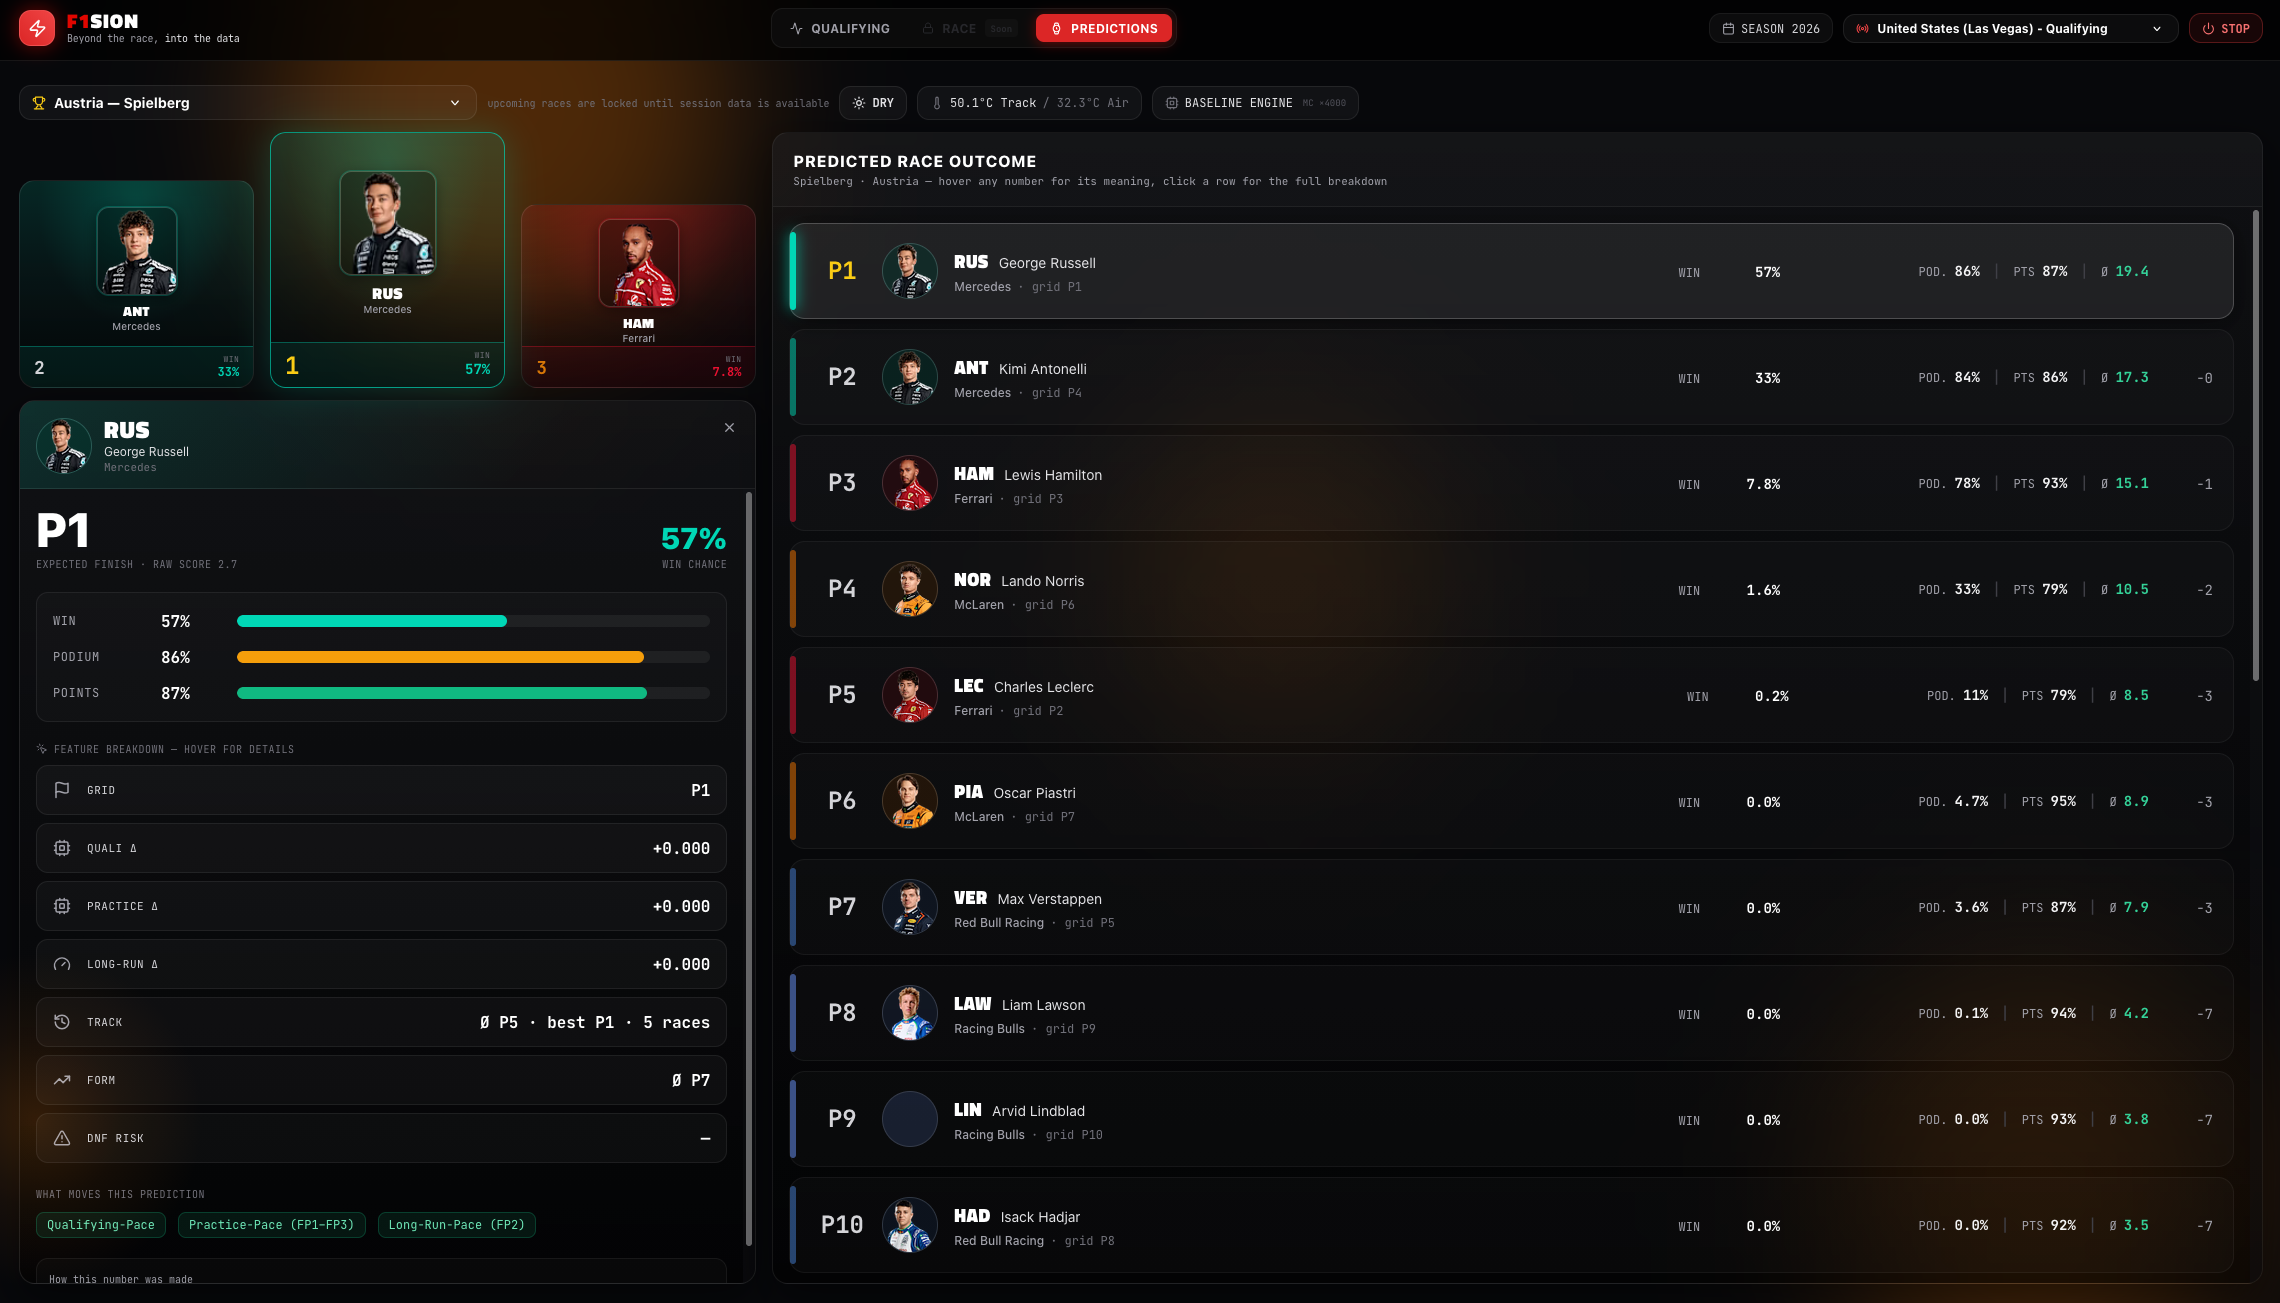 F1SION
Beyond the race, into the data
QUALIFYING
RACE Soon
PREDICTIONS
SEASON 2026
United States (Las Vegas) - Qualifying
STOP
Austria — Spielberg
upcoming races are locked until session data is available
DRY
50.1°C Track / 32.3°C Air
BASELINE ENGINE MC ×4000
ANT
Mercedes
2
WIN
33%
RUS
Mercedes
1
WIN
57%
HAM
Ferrari
3
WIN
7.8%
RUS
George Russell
Mercedes
P1
EXPECTED FINISH · RAW SCORE 2.7
57%
WIN CHANCE
WIN 57%
PODIUM 86%
POINTS 87%
FEATURE BREAKDOWN — HOVER FOR DETAILS
GRID P1
QUALI Δ +0.000
PRACTICE Δ +0.000
LONG-RUN Δ +0.000
TRACK Ø P5 · best P1 · 5 races
FORM Ø P7
DNF RISK —
WHAT MOVES THIS PREDICTION
Qualifying-Pace Practice-Pace (FP1–FP3) Long-Run-Pace (FP2)
How this number was made
PREDICTED RACE OUTCOME
Spielberg · Austria — hover any number for its meaning, click a row for the full breakdown
P1 RUS George Russell
Mercedes · grid P1
WIN 57% POD. 86% | PTS 87% | Ø 19.4
P2 ANT Kimi Antonelli
Mercedes · grid P4
WIN 33% POD. 84% | PTS 86% | Ø 17.3 -0
P3 HAM Lewis Hamilton
Ferrari · grid P3
WIN 7.8% POD. 78% | PTS 93% | Ø 15.1 -1
P4 NOR Lando Norris
McLaren · grid P6
WIN 1.6% POD. 33% | PTS 79% | Ø 10.5 -2
P5 LEC Charles Leclerc
Ferrari · grid P2
WIN 0.2% POD. 11% | PTS 79% | Ø 8.5 -3
P6 PIA Oscar Piastri
McLaren · grid P7
WIN 0.0% POD. 4.7% | PTS 95% | Ø 8.9 -3
P7 VER Max Verstappen
Red Bull Racing · grid P5
WIN 0.0% POD. 3.6% | PTS 87% | Ø 7.9 -3
P8 LAW Liam Lawson
Racing Bulls · grid P9
WIN 0.0% POD. 0.1% | PTS 94% | Ø 4.2 -7
P9 LIN Arvid Lindblad
Racing Bulls · grid P10
WIN 0.0% POD. 0.0% | PTS 93% | Ø 3.8 -7
P10 HAD Isack Hadjar
Red Bull Racing · grid P8
WIN 0.0% POD. 0.0% | PTS 92% | Ø 3.5 -7